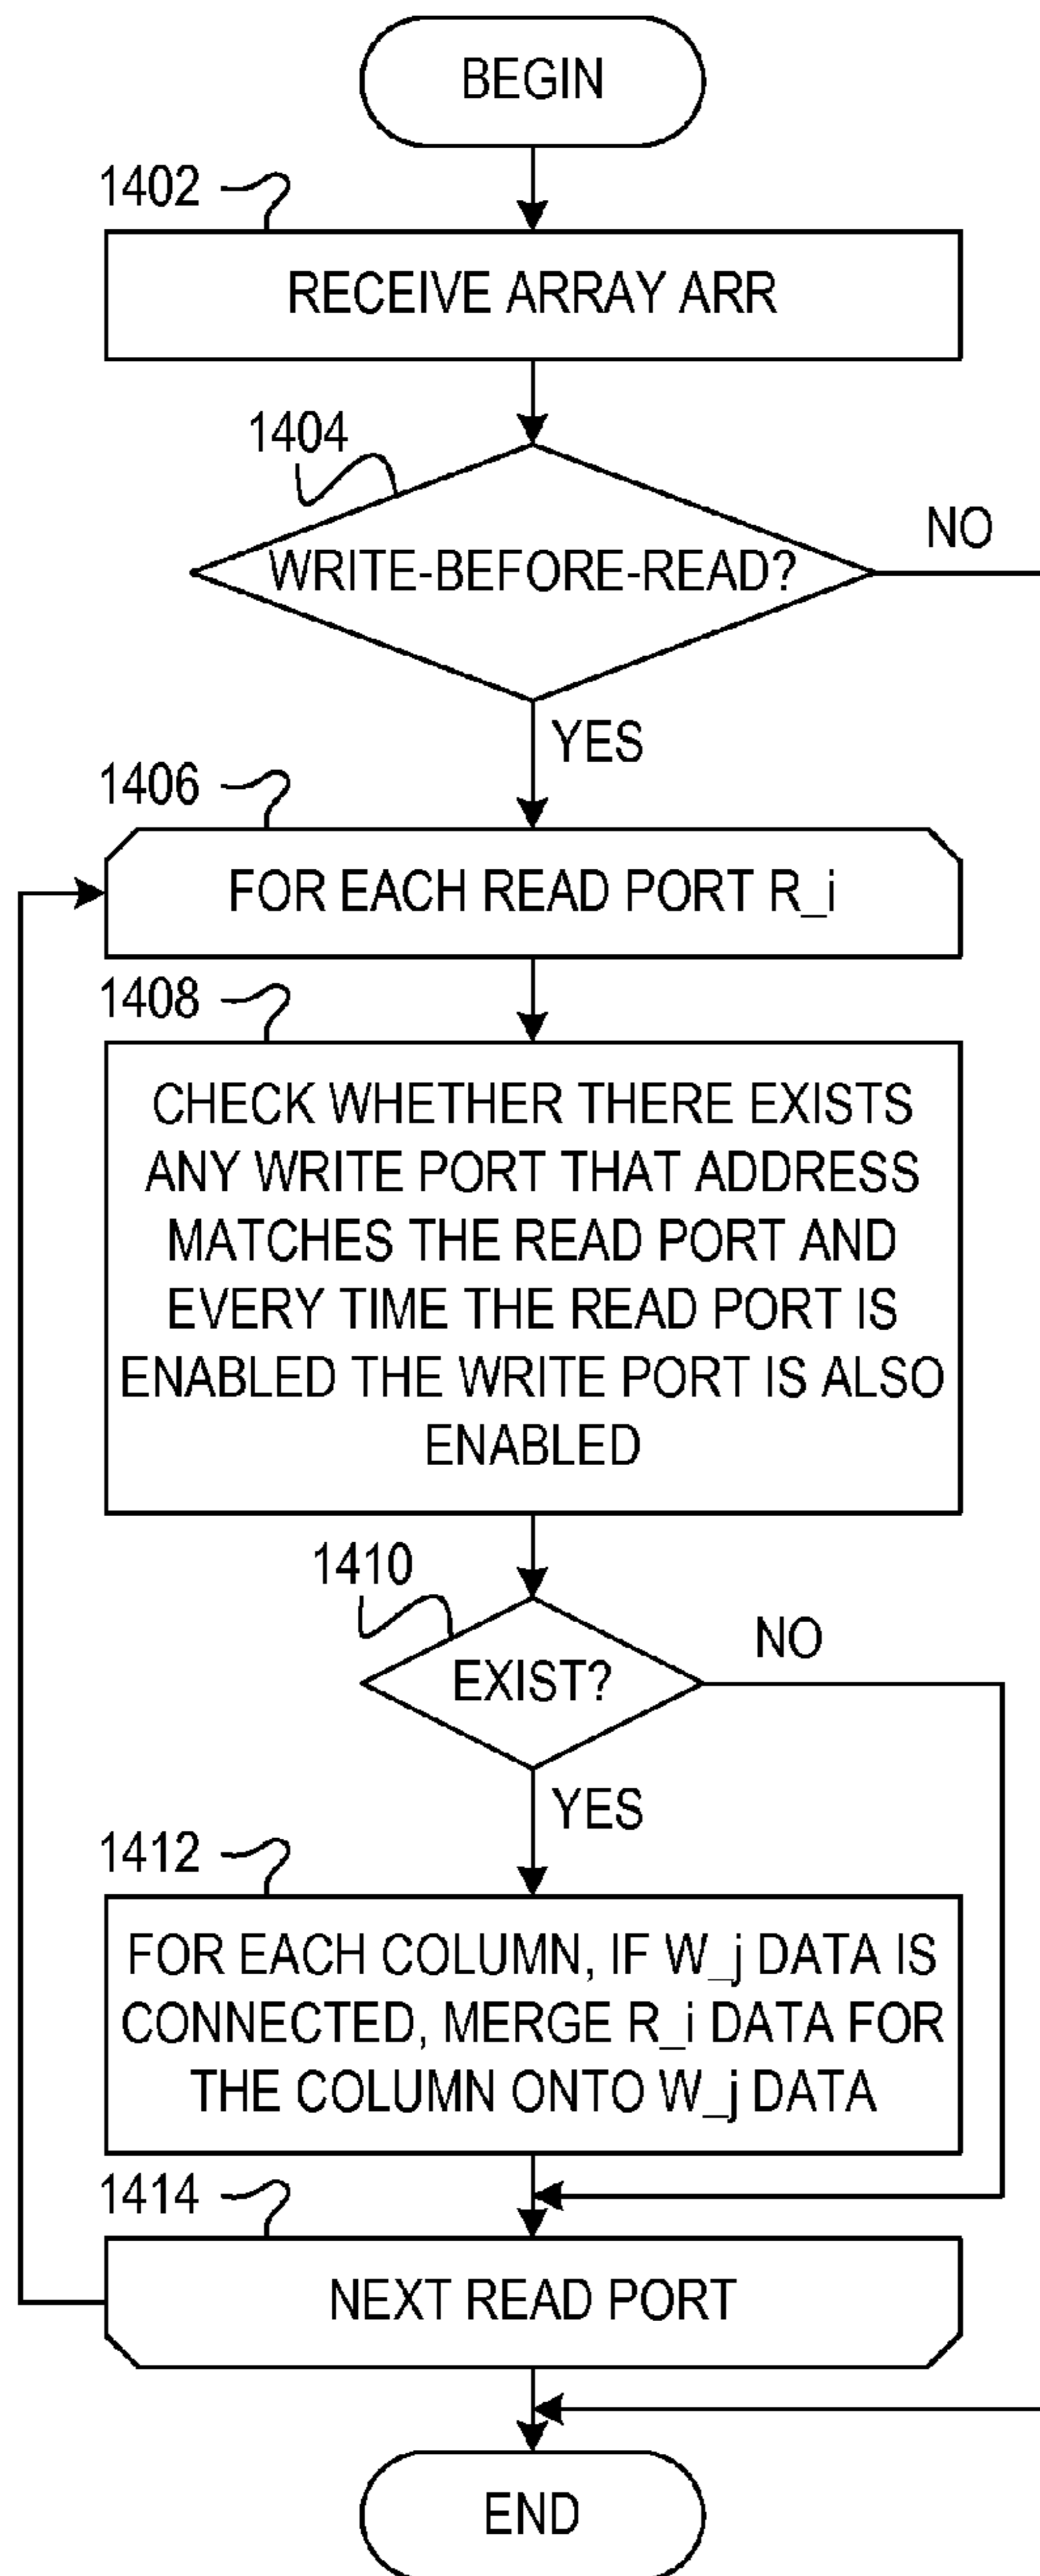 BEGIN
1402
RECEIVE ARRAY ARR
1404
WRITE-BEFORE-READ?
NO
YES
1406
FOR EACH READ PORT R_i
1408
CHECK WHETHER THERE EXISTS
ANY WRITE PORT THAT ADDRESS
MATCHES THE READ PORT AND
EVERY TIME THE READ PORT IS
ENABLED THE WRITE PORT IS ALSO
ENABLED
1410
EXIST?
NO
YES
1412
FOR EACH COLUMN, IF W_j DATA IS
CONNECTED, MERGE R_i DATA FOR
THE COLUMN ONTO W_j DATA
1414
NEXT READ PORT
END